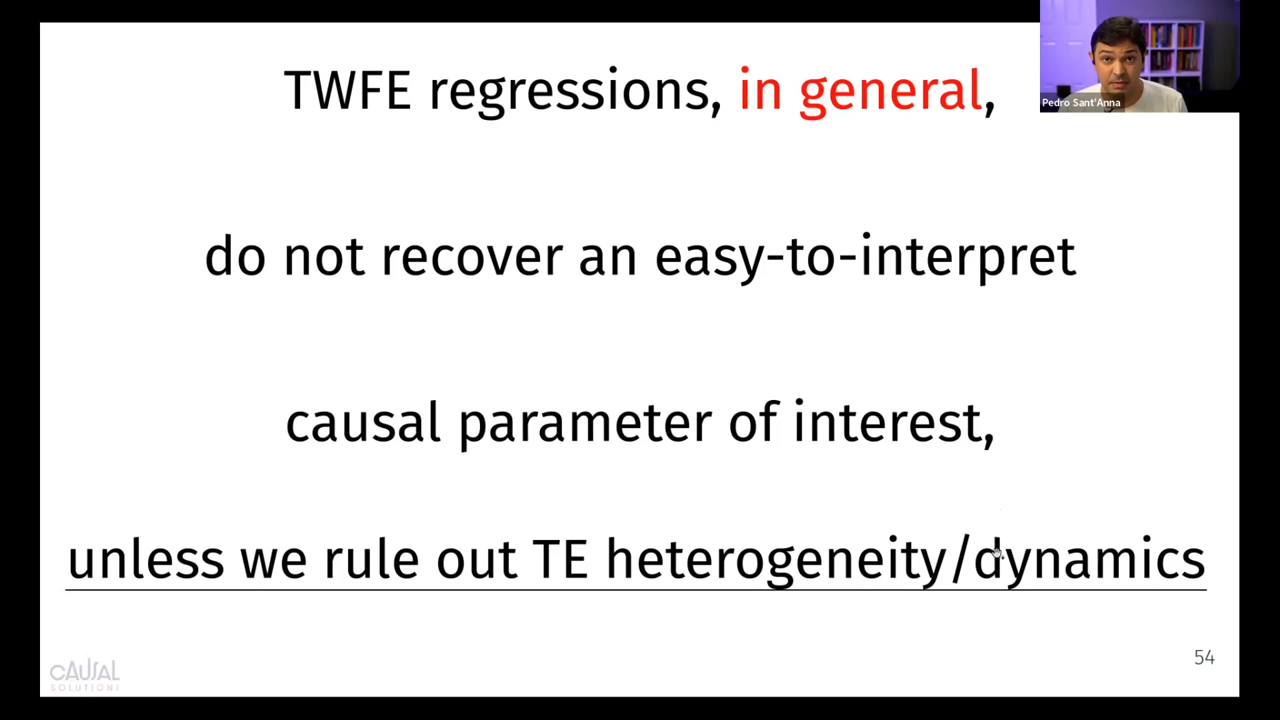 TWFE regressions, in general,
Pedro Sant'Anna
do not recover an easy-to-interpret
causal parameter of interest,
unless we rule out TE heterogeneity/dynamics
54
CAUSAL
SOLUTIONS